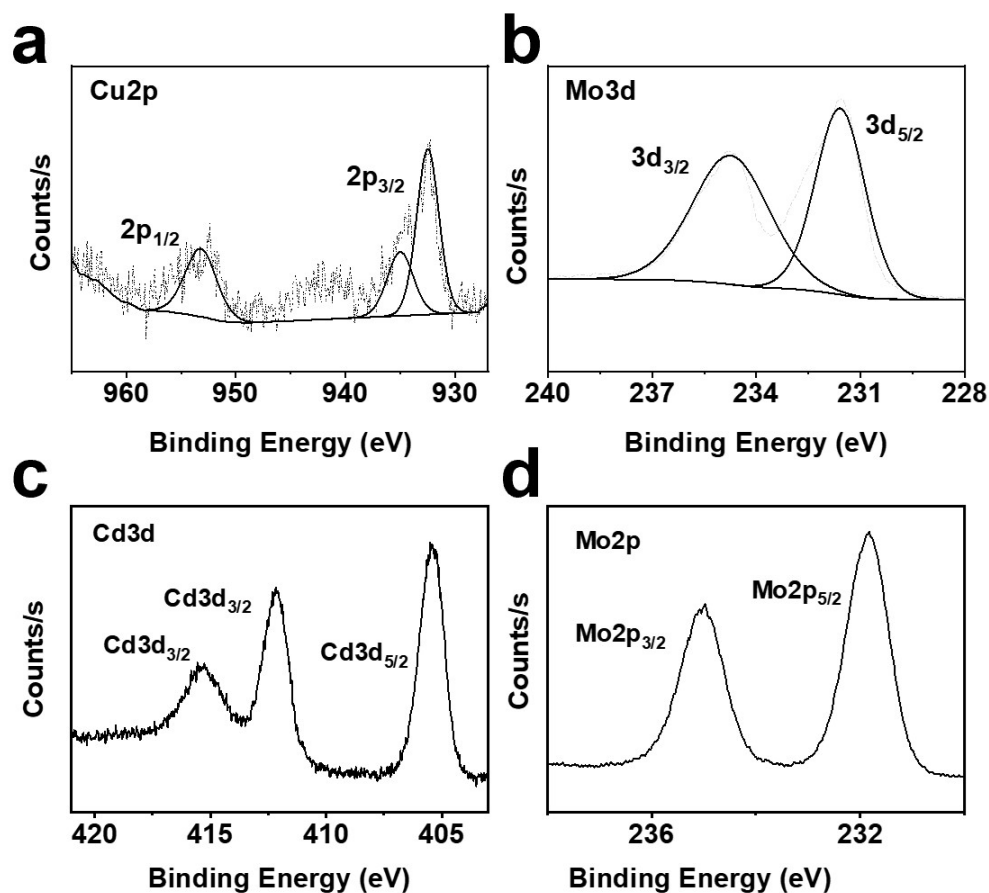 a
Cu2p
2p1/2
2p3/2
Counts/s
960 950 940 930
Binding Energy (eV)
b
Mo3d
3d3/2
3d5/2
Counts/s
240 237 234 231 228
Binding Energy (eV)
c
Cd3d
Cd3d3/2
Cd3d3/2
Cd3d5/2
Counts/s
420 415 410 405
Binding Energy (eV)
d
Mo2p
Mo2p3/2
Mo2p5/2
Counts/s
236 232
Binding Energy (eV)